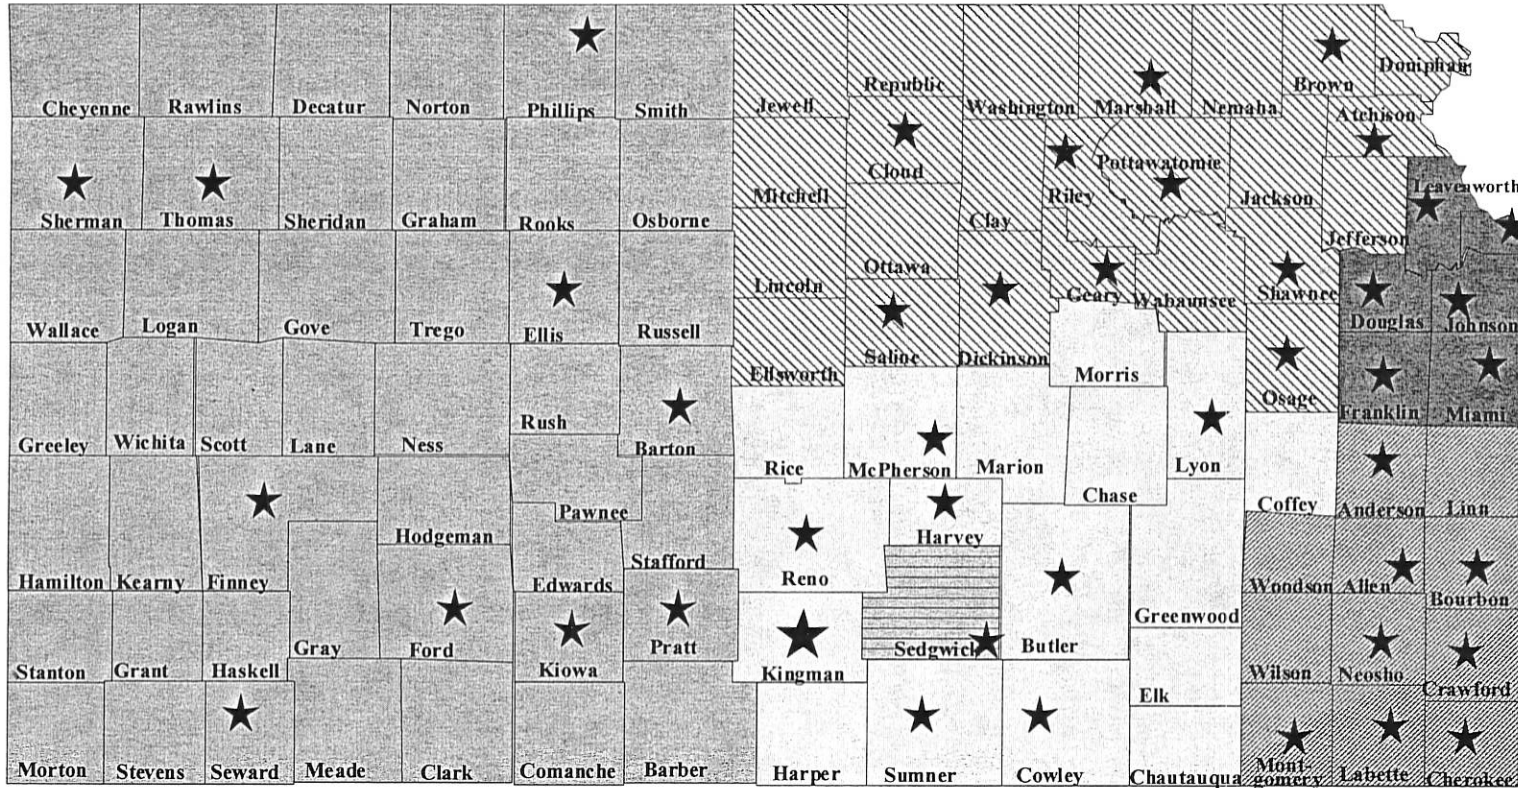 Cheyenne
Rawlins
Decatur
Norton
Phillips
Smith
Jewell
Republic
Washington
Marshall
Nemaha
Brown
Doniphan
Atchison
Sherman
Thomas
Sheridan
Graham
Rooks
Osborne
Mitchell
Cloud
Clay
Riley
Pottawatomie
Jackson
Jefferson
Leavenworth
Wallace
Logan
Gove
Trego
Ellis
Russell
Lincoln
Ottawa
Saline
Dickinson
Geary
Wabaunsee
Shawnee
Douglas
Johnson
Greeley
Wichita
Scott
Lane
Ness
Rush
Barton
Ellsworth
Rice
McPherson
Marion
Morris
Chase
Lyon
Osage
Franklin
Miami
Hamilton
Kearny
Finney
Hodgeman
Pawnee
Edwards
Stafford
Reno
Harvey
Coffey
Anderson
Linn
Stanton
Grant
Haskell
Gray
Ford
Kiowa
Pratt
Kingman
Sedgwick
Butler
Greenwood
Woodson
Allen
Bourbon
Elk
Wilson
Neosho
Crawford
Morton
Stevens
Seward
Meade
Clark
Comanche
Barber
Harper
Sumner
Cowley
Chautauqua
Mont-
gomery
Labette
Cherokee